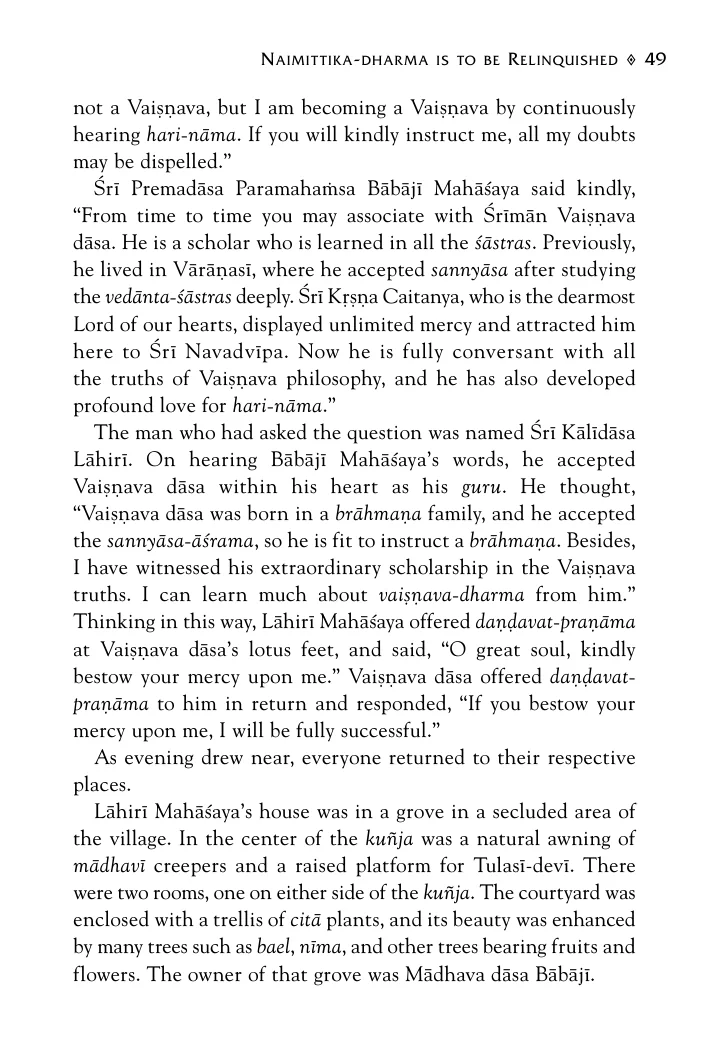 Naimittika-dharma is to be Relinquished ◊ 49
not a Vaiṣṇava, but I am becoming a Vaiṣṇava by continuously
hearing hari-nāma. If you will kindly instruct me, all my doubts
may be dispelled.”
Śrī Premadāsa Paramahaṁsa Bābājī Mahāśaya said kindly,
“From time to time you may associate with Śrīmān Vaiṣṇava
dāsa. He is a scholar who is learned in all the śāstras. Previously,
he lived in Vārāṇasī, where he accepted sannyāsa after studying
the vedānta-śāstras deeply. Śrī Kṛṣṇa Caitanya, who is the dearmost
Lord of our hearts, displayed unlimited mercy and attracted him
here to Śrī Navadvīpa. Now he is fully conversant with all
the truths of Vaiṣṇava philosophy, and he has also developed
profound love for hari-nāma.”
The man who had asked the question was named Śrī Kālīdāsa
Lāhirī. On hearing Bābājī Mahāśaya’s words, he accepted
Vaiṣṇava dāsa within his heart as his guru. He thought,
“Vaiṣṇava dāsa was born in a brāhmaṇa family, and he accepted
the sannyāsa-āśrama, so he is fit to instruct a brāhmaṇa. Besides,
I have witnessed his extraordinary scholarship in the Vaiṣṇava
truths. I can learn much about vaiṣṇava-dharma from him.”
Thinking in this way, Lāhirī Mahāśaya offered daṇḍavat-praṇāma
at Vaiṣṇava dāsa’s lotus feet, and said, “O great soul, kindly
bestow your mercy upon me.” Vaiṣṇava dāsa offered daṇḍavat-
praṇāma to him in return and responded, “If you bestow your
mercy upon me, I will be fully successful.”
As evening drew near, everyone returned to their respective
places.
Lāhirī Mahāśaya’s house was in a grove in a secluded area of
the village. In the center of the kuñja was a natural awning of
mādhavī creepers and a raised platform for Tulasī-devī. There
were two rooms, one on either side of the kuñja. The courtyard was
enclosed with a trellis of citā plants, and its beauty was enhanced
by many trees such as bael, nīma, and other trees bearing fruits and
flowers. The owner of that grove was Mādhava dāsa Bābājī.